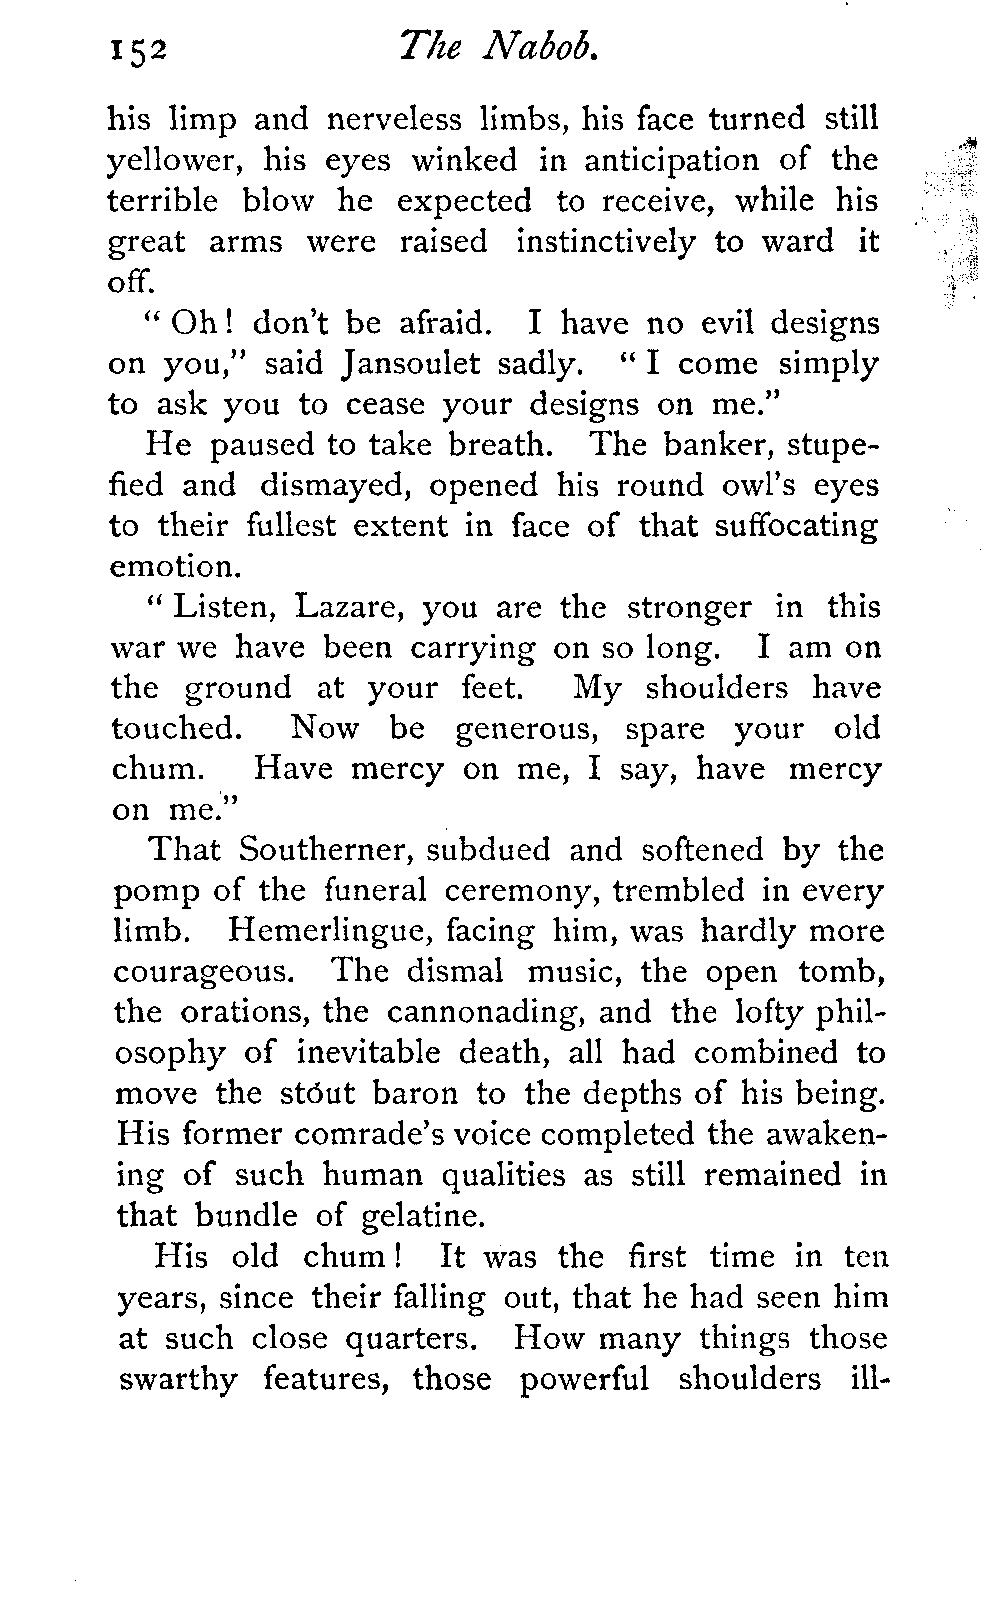 152 The Nabob.
his limp and nerveless limbs, his face turned still
yellower, his eyes winked in anticipation of the
terrible blow he expected to receive, while his
great arms were raised instinctively to ward it
off.
“ Oh! don't be afraid. I have no evil designs
on you,” said Jansoulet sadly. “ I come simply
to ask you to cease your designs on me.”
He paused to take breath. The banker, stupe-
fied and dismayed, opened his round owl's eyes
to their fullest extent in face of that suffocating
emotion.
“ Listen, Lazare, you are the stronger in this
war we have been carrying on so long. I am on
the ground at your feet. My shoulders have
touched. Now be generous, spare your old
chum. Have mercy on me, I say, have mercy
on me.”
That Southerner, subdued and softened by the
pomp of the funeral ceremony, trembled in every
limb. Hemerlingue, facing him, was hardly more
courageous. The dismal music, the open tomb,
the orations, the cannonading, and the lofty phil-
osophy of inevitable death, all had combined to
move the stout baron to the depths of his being.
His former comrade's voice completed the awaken-
ing of such human qualities as still remained in
that bundle of gelatine.
His old chum! It was the first time in ten
years, since their falling out, that he had seen him
at such close quarters. How many things those
swarthy features, those powerful shoulders ill-